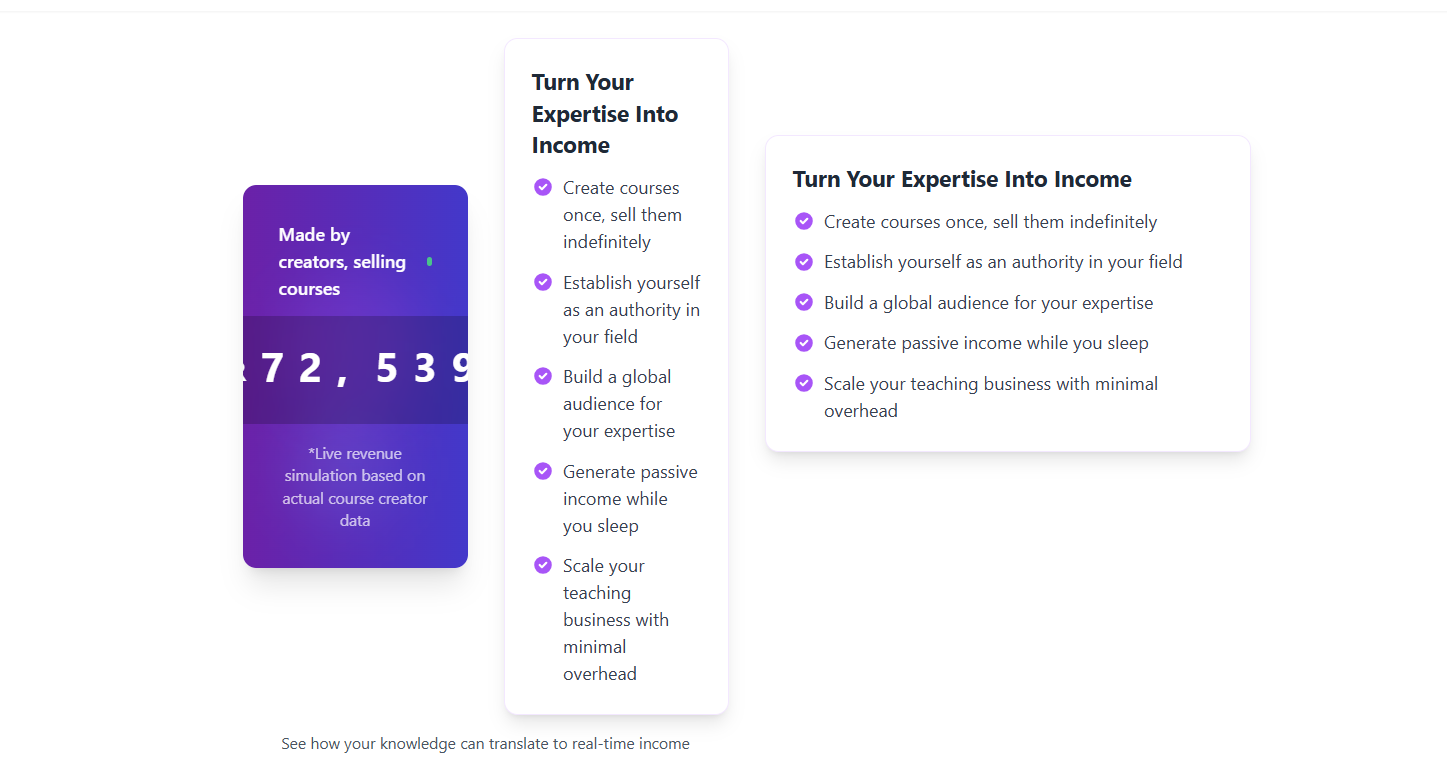 Made by
creators, selling
courses
72,539
*Live revenue
simulation based on
actual course creator
data
Turn Your
Expertise Into
Income
Create courses
once, sell them
indefinitely
Establish yourself
as an authority in
your field
Build a global
audience for
your expertise
Generate passive
income while
you sleep
Scale your
teaching
business with
minimal
overhead
See how your knowledge can translate to real-time income
Turn Your Expertise Into Income
Create courses once, sell them indefinitely
Establish yourself as an authority in your field
Build a global audience for your expertise
Generate passive income while you sleep
Scale your teaching business with minimal
overhead